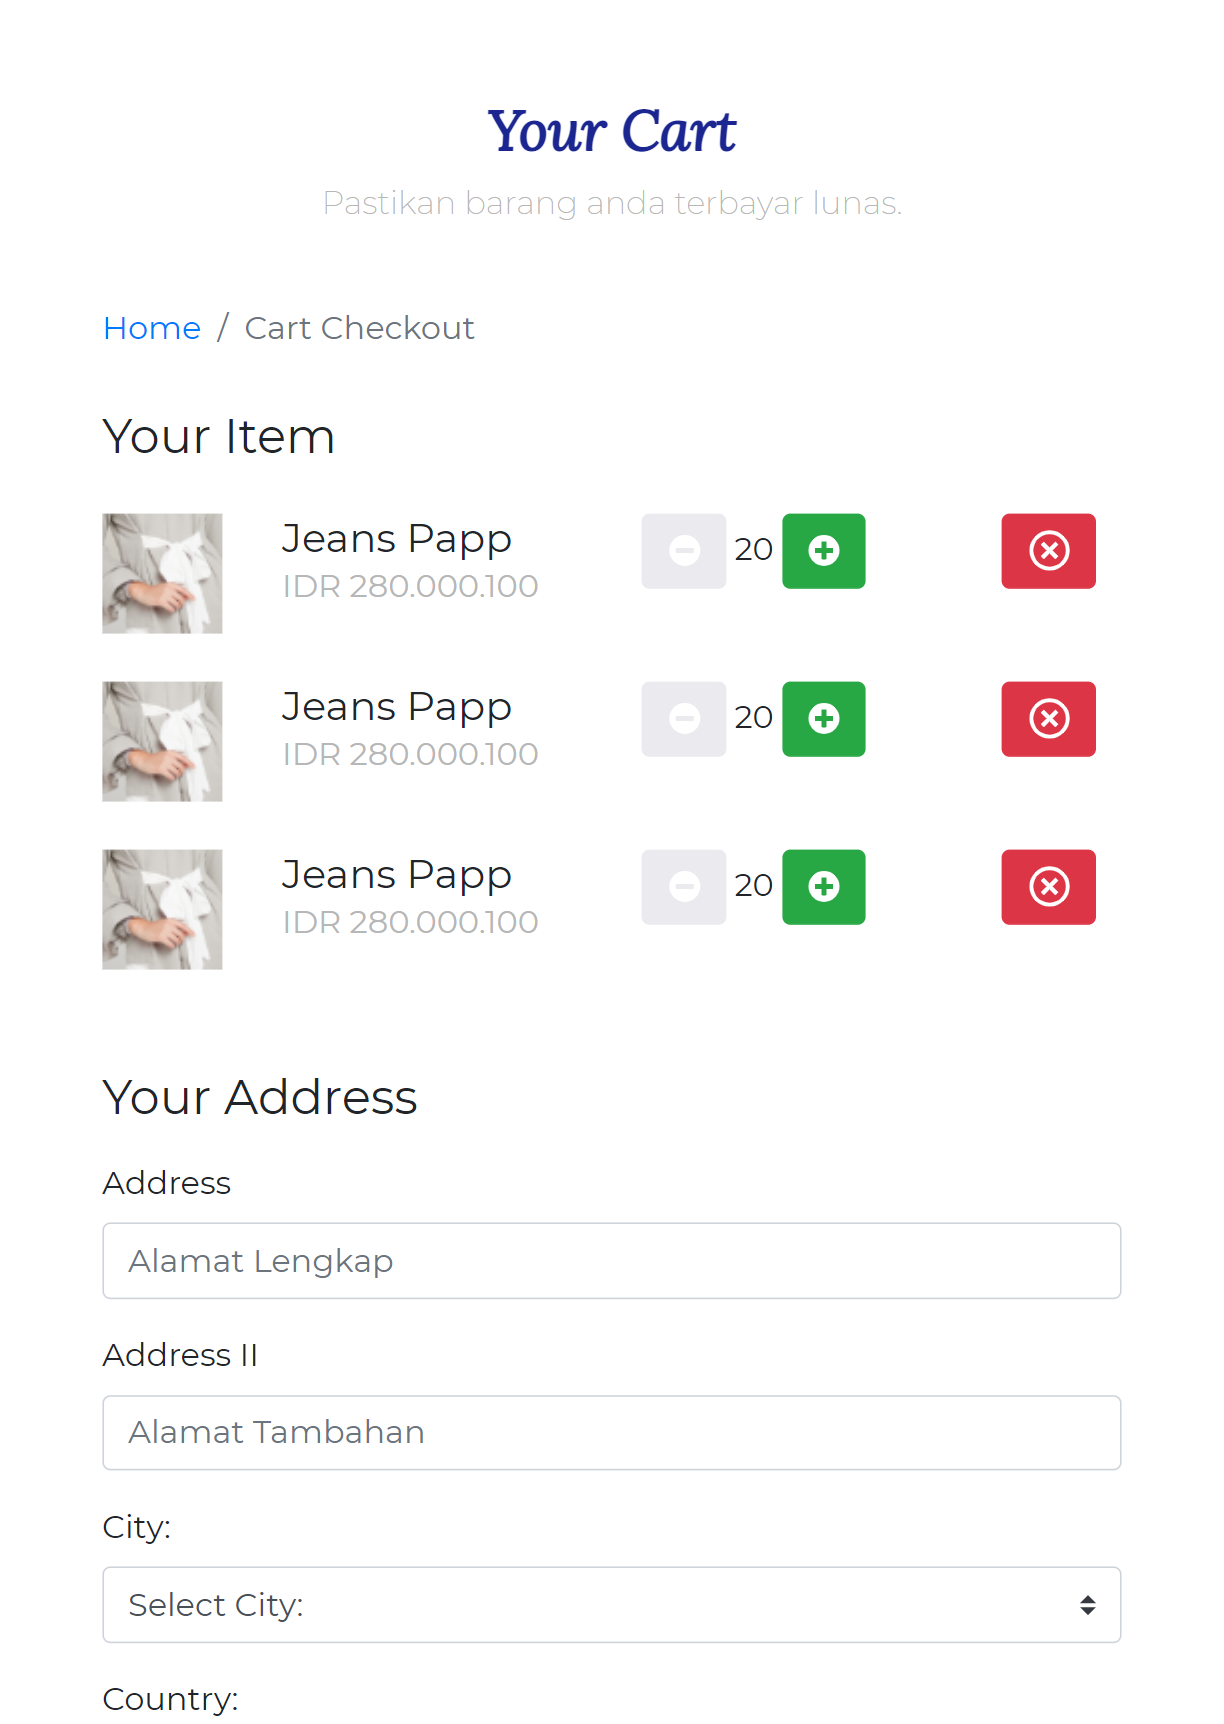 Your Cart
Pastikan barang anda terbayar lunas.
Home / Cart Checkout
Your Item
Jeans Papp
IDR 280.000.100
20
Jeans Papp
IDR 280.000.100
20
Jeans Papp
IDR 280.000.100
20
Your Address
Address
Alamat Lengkap
Address II
Alamat Tambahan
City:
Select City:
Country: